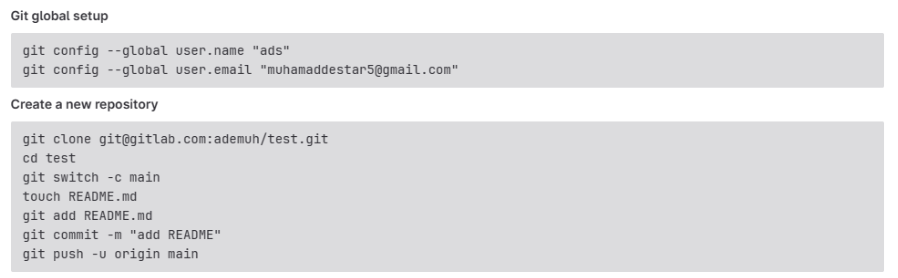 Git global setup
git config --global user.name "ads"
git config --global user.email "muhamaddestar5@gmail.com"
Create a new repository
git clone git@gitlab.com:ademuh/test.git
cd test
git switch -c main
touch README.md
git add README.md
git commit -m "add README"
git push -u origin main